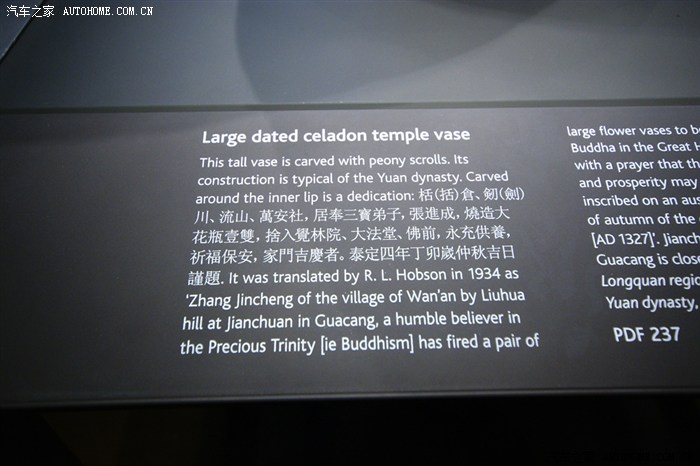 汽车之家 AUTOHOME.COM.CN
Large dated celadon temple vase
This tall vase is carved with peony scrolls. Its
construction is typical of the Yuan dynasty. Carved
around the inner lip is a dedication: 栝(括)倉、剱(劍)
川、流山、萬安社，居奉三寶弟子，張進成，燒造大
花瓶壹雙，捨入覺林院、大法堂、佛前，永充供養，
祈福保安，家門吉慶者。泰定四年丁卯嵗仲秋吉日
謹題. It was translated by R. L. Hobson in 1934 as
'Zhang Jincheng of the village of Wan'an by Liuhua
hill at Jianchuan in Guacang, a humble believer in
the Precious Trinity [ie Buddhism] has fired a pair of
large flower vases to b
Buddha in the Great H
with a prayer that th
and prosperity may
inscribed on an aus
of autumn of the
[AD 1327]'. Jianch
Guacang is close
Longquan regio
Yuan dynasty,
PDF 237